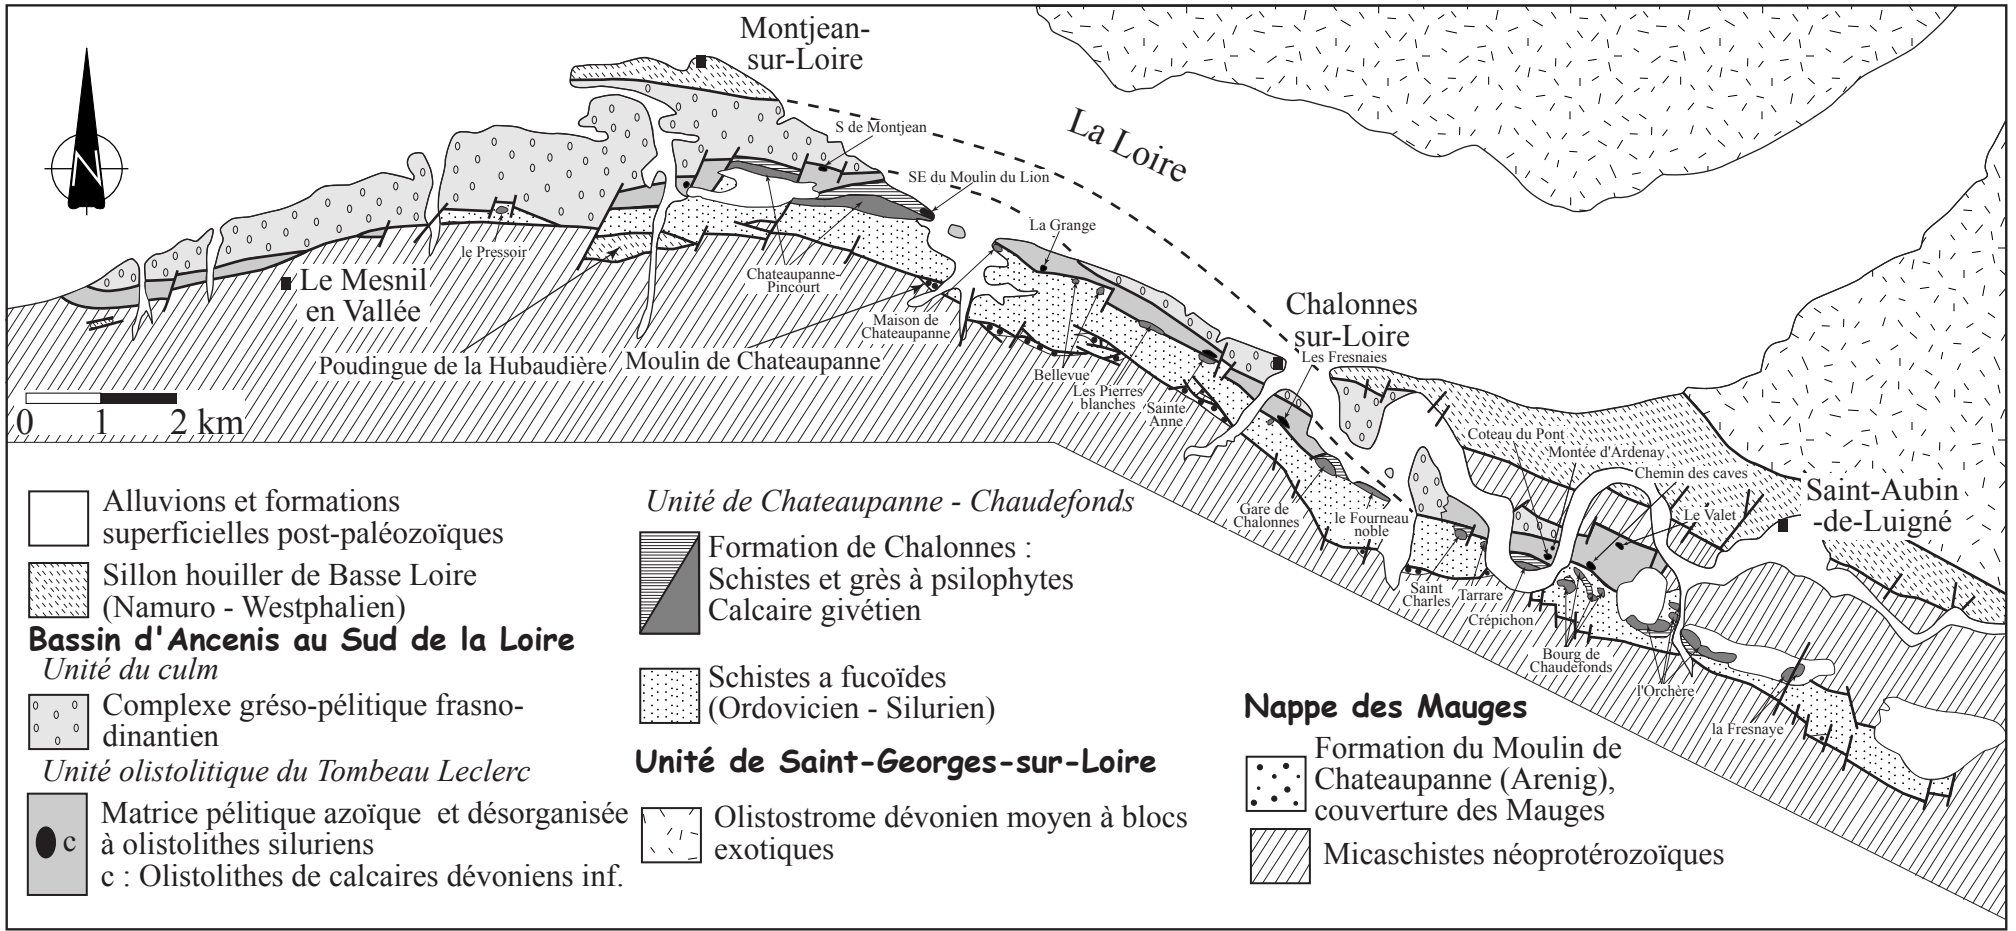 Montjean-
sur-Loire
La Loire
S de Montjean
SE du Moulin du Lion
La Grange
N
le Pressoir
Le Mesnil
en Vallée
Chateaupanne-
Pincourt
Maison de
Chateaupanne
Poudingue de la Hubaudière
Moulin de Chateaupanne
Chalonnes
sur-Loire
Les Fresnaies
Bellevue
Les Pierres
blanches
Sainte
Anne
0 1 2 km
Coteau du Pont
Montée d'Ardenay
Chemin des caves
Le Valet
Saint-Aubin
-de-Luigné
Gare de
Chalonnes
le Fourneau
noble
Saint
Charles
Tarrare
Crépichon
Bourg de
Chaudefonds
l'Orchère
la Fresnaye
Alluvions et formations
superficielles post-paléozoïques
Sillon houiller de Basse Loire
(Namuro - Westphalien)
Bassin d'Ancenis au Sud de la Loire
Unité du culm
Complexe gréso-pélitique frasno-
dinantien
Unité olistolitique du Tombeau Leclerc
c
Matrice pélitique azoïque et désorganisée
à olistolithes siluriens
c : Olistolithes de calcaires dévoniens inf.
Unité de Chateaupanne - Chaudefonds
Formation de Chalonnes :
Schistes et grès à psilophytes
Calcaire givétien
Schistes a fucoïdes
(Ordovicien - Silurien)
Unité de Saint-Georges-sur-Loire
Olistostrome dévonien moyen à blocs
exotiques
Nappe des Mauges
Formation du Moulin de
Chateaupanne (Arenig),
couverture des Mauges
Micaschistes néoprotérozoïques